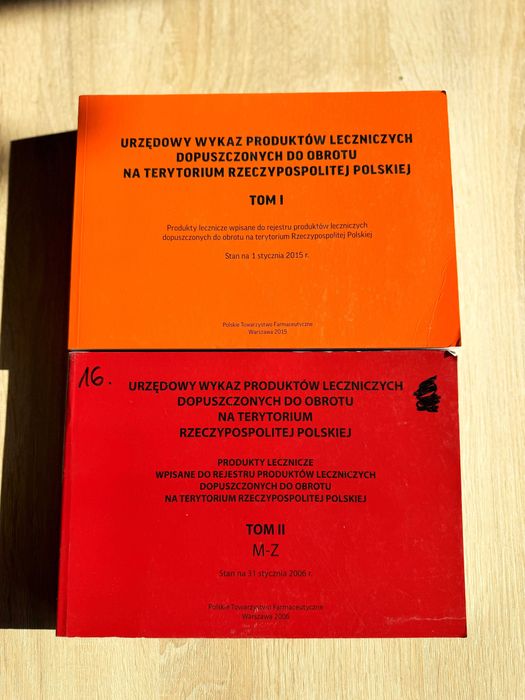 URZĘDOWY WYKAZ PRODUKTÓW LECZNICZYCH
DOPUSZCZONYCH DO OBROTU
NA TERYTORIUM RZECZYPOSPOLITEJ POLSKIEJ
TOM I
Produkty lecznicze wpisane do rejestru produktów leczniczych
dopuszczonych do obrotu na terytorium Rzeczypospolitej Polskiej
Stan na 1 stycznia 2015 r.
Polskie Towarzystwo Farmaceutyczne
Warszawa 2015
16.
URZĘDOWY WYKAZ PRODUKTÓW LECZNICZYCH
DOPUSZCZONYCH DO OBROTU
NA TERYTORIUM
RZECZYPOSPOLITEJ POLSKIEJ
PRODUKTY LECZNICZE
WPISANE DO REJESTRU PRODUKTÓW LECZNICZYCH
DOPUSZCZONYCH DO OBROTU
NA TERYTORIUM RZECZYPOSPOLITEJ POLSKIEJ
TOM II
M-Z
Stan na 31 stycznia 2006 r.
Polskie Towarzystwo Farmaceutyczne
Warszawa 2006